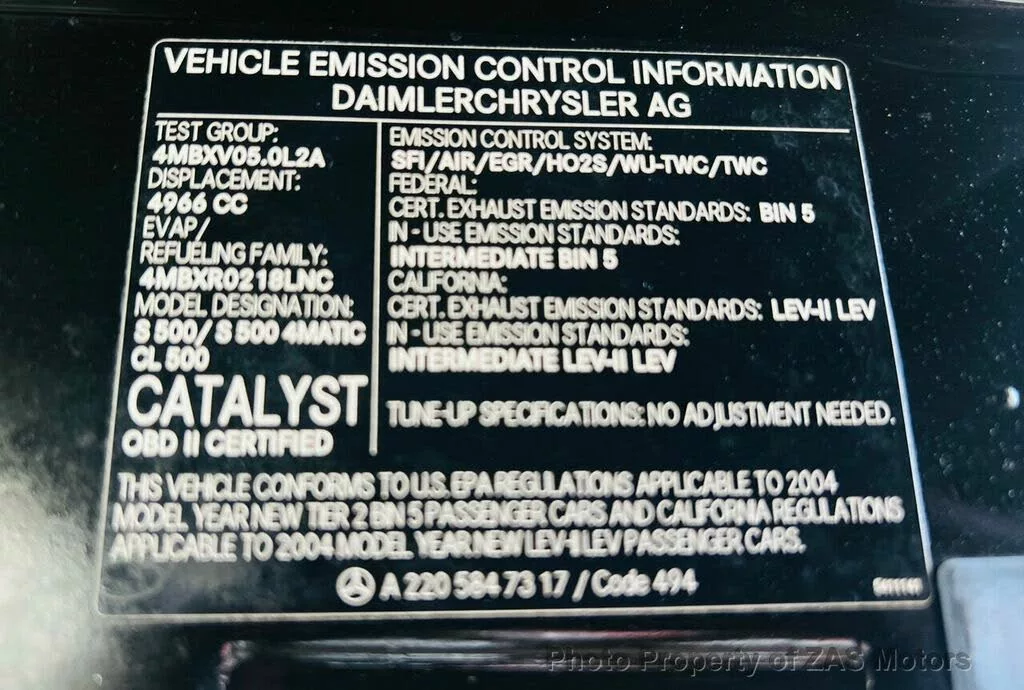 VEHICLE EMISSION CONTROL INFORMATION
DAIMLERCHRYSLER AG
TEST GROUP:
4MBXV05.0L2A
DISPLACEMENT:
4966 CC
EVAP/
REFUELING FAMILY:
4MBXR0218LNC
MODEL DESIGNATION:
S 500/ S 500 4MATIC
CL 500
CATALYST
OBD II CERTIFIED
EMISSION CONTROL SYSTEM:
SFI/AIR/EGR/HO2S/WU-TWC/TWC
FEDERAL:
CERT. EXHAUST EMISSION STANDARDS: BIN 5
IN - USE EMISSION STANDARDS:
INTERMEDIATE BIN 5
CALIFORNIA:
CERT. EXHAUST EMISSION STANDARDS: LEV-II LEV
IN - USE EMISSION STANDARDS:
INTERMEDIATE LEV-II LEV
TUNE-UP SPECIFICATIONS: NO ADJUSTMENT NEEDED.
THIS VEHICLE CONFORMS TO U.S. EPA REGULATIONS APPLICABLE TO 2004
MODEL YEAR NEW TIER 2 BIN 5 PASSENGER CARS AND CALIFORNIA REGULATIONS
APPLICABLE TO 2004 MODEL YEAR NEW LEV-II LEV PASSENGER CARS.
A 220 584 73 17 / Code 494
Photo Property of ZAS Motors